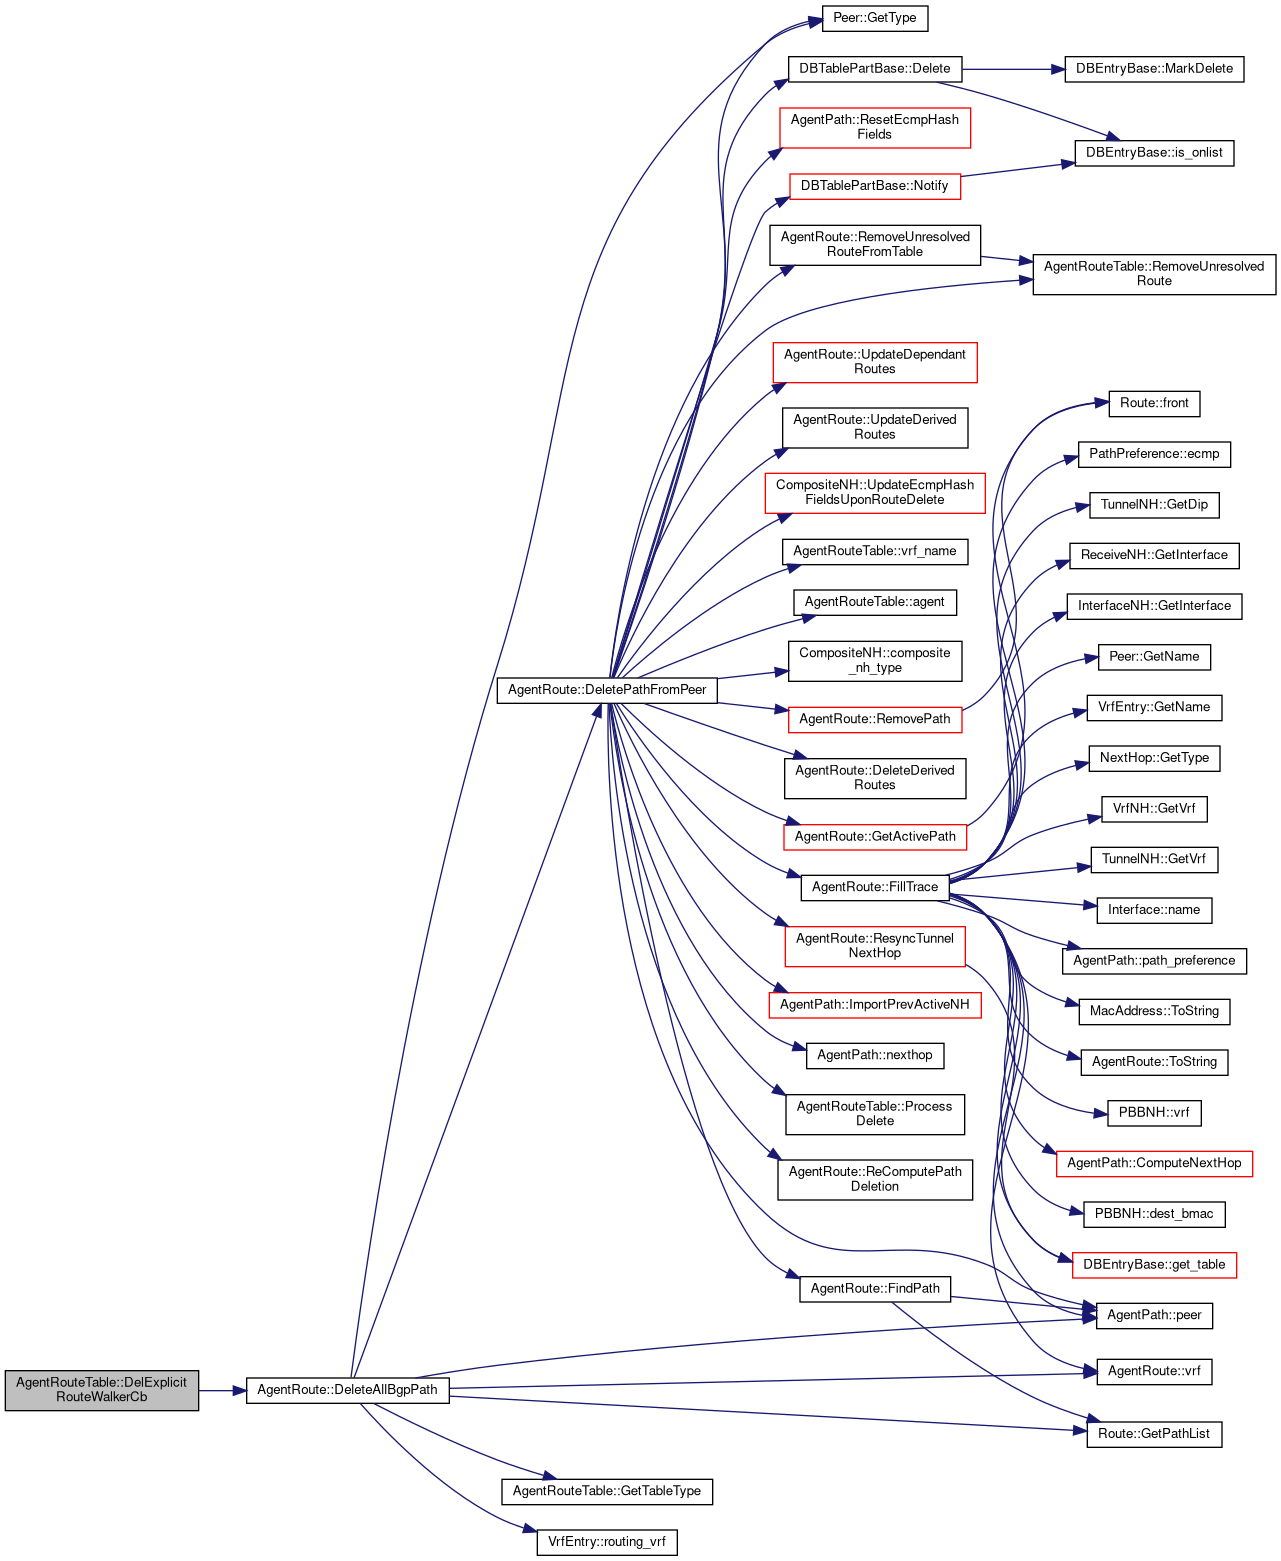 Peer::GetType
DBTablePartBase::Delete
DBEntryBase::MarkDelete
AgentPath::ResetEcmpHash
Fields
DBEntryBase::is_onlist
DBTablePartBase::Notify
AgentRoute::RemoveUnresolved
RouteFromTable
AgentRouteTable::RemoveUnresolved
Route
AgentRoute::UpdateDependant
Routes
Route::front
AgentRoute::UpdateDerived
Routes
PathPreference::ecmp
CompositeNH::UpdateEcmpHash
FieldsUponRouteDelete
TunnelNH::GetDip
AgentRouteTable::vrf_name
ReceiveNH::GetInterface
AgentRouteTable::agent
InterfaceNH::GetInterface
CompositeNH::composite
_nh_type
Peer::GetName
AgentRoute::DeletePathFromPeer
AgentRoute::RemovePath
VrfEntry::GetName
AgentRoute::DeleteDerived
Routes
NextHop::GetType
AgentRoute::GetActivePath
VrfNH::GetVrf
AgentRoute::FillTrace
TunnelNH::GetVrf
Interface::name
AgentRoute::ResyncTunnel
NextHop
AgentPath::path_preference
AgentPath::ImportPrevActiveNH
MacAddress::ToString
AgentPath::nexthop
AgentRoute::ToString
AgentRouteTable::Process
Delete
PBBNH::vrf
AgentRoute::ReComputePath
Deletion
AgentPath::ComputeNextHop
PBBNH::dest_bmac
DBEntryBase::get_table
AgentRoute::FindPath
AgentPath::peer
AgentRoute::vrf
AgentRouteTable::DelExplicit
RouteWalkerCb
AgentRoute::DeleteAllBgpPath
Route::GetPathList
AgentRouteTable::GetTableType
VrfEntry::routing_vrf